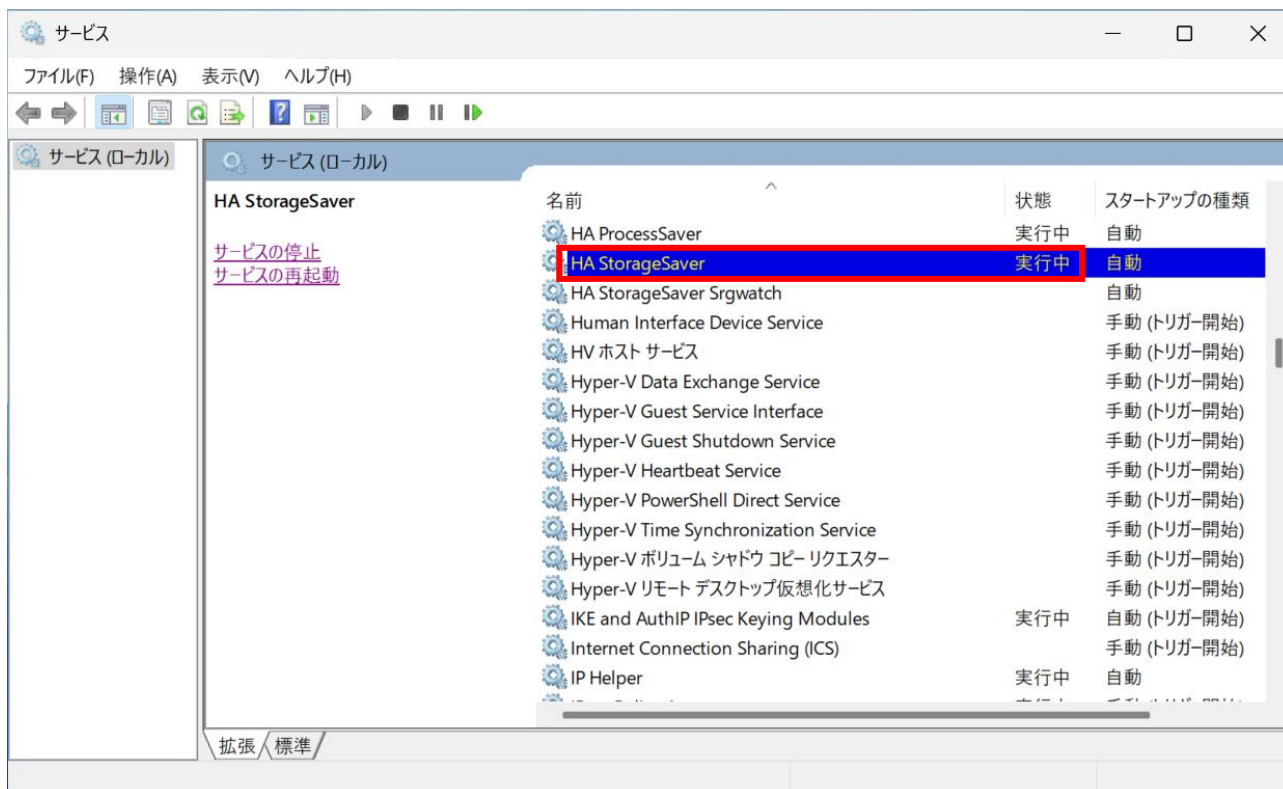 サービス
ファイル(F) 操作(A) 表示(V) ヘルプ(H)
サービス (ローカル)
サービス (ローカル)
HA StorageSaver
サービスの停止
サービスの再起動
名前 状態 スタートアップの種類
HA ProcessSaver 実行中 自動
HA StorageSaver 実行中 自動
HA StorageSaver Srgwatch 自動
Human Interface Device Service 手動 (トリガー開始)
HV ホスト サービス 手動 (トリガー開始)
Hyper-V Data Exchange Service 手動 (トリガー開始)
Hyper-V Guest Service Interface 手動 (トリガー開始)
Hyper-V Guest Shutdown Service 手動 (トリガー開始)
Hyper-V Heartbeat Service 手動 (トリガー開始)
Hyper-V PowerShell Direct Service 手動 (トリガー開始)
Hyper-V Time Synchronization Service 手動 (トリガー開始)
Hyper-V ボリューム シャドウ コピー リクエスター 手動 (トリガー開始)
Hyper-V リモート デスクトップ仮想化サービス 手動 (トリガー開始)
IKE and AuthIP IPsec Keying Modules 実行中 自動 (トリガー開始)
Internet Connection Sharing (ICS) 手動 (トリガー開始)
IP Helper 実行中 自動
拡張 標準